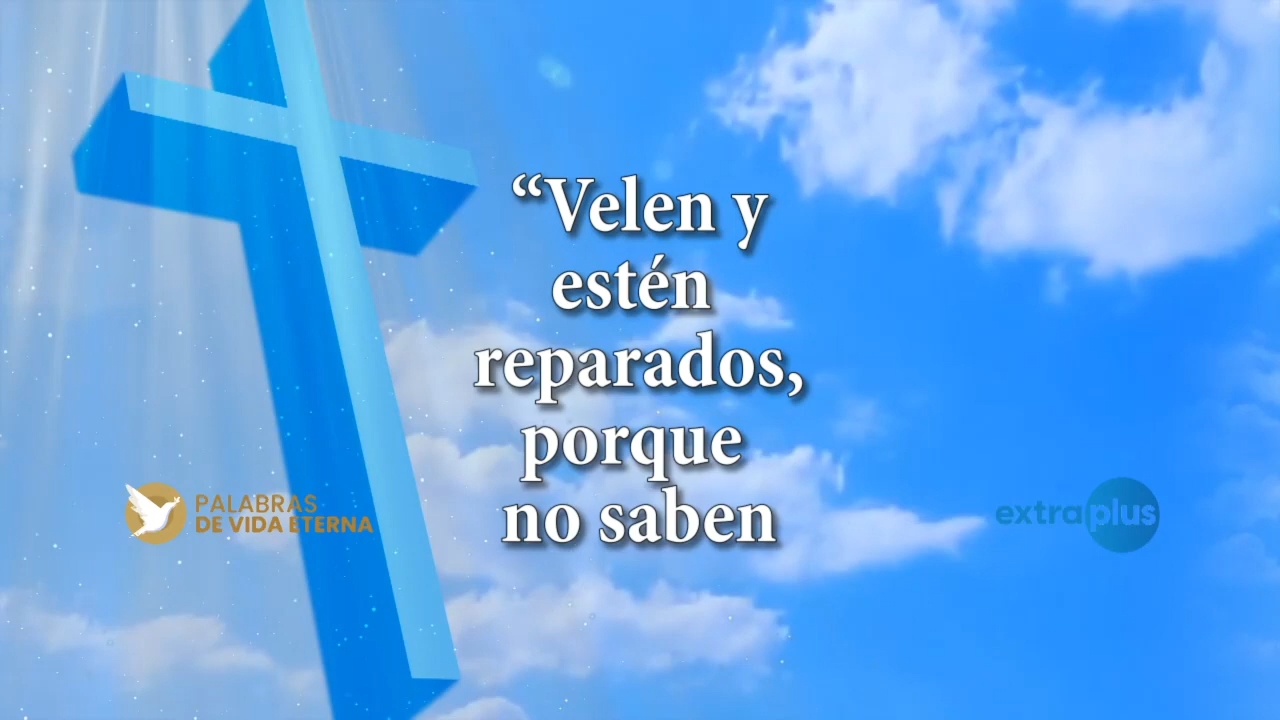 “Velen y
estén
reparados,
porque
no saben
PALABRAS
DE VIDA ETERNA
extraplus